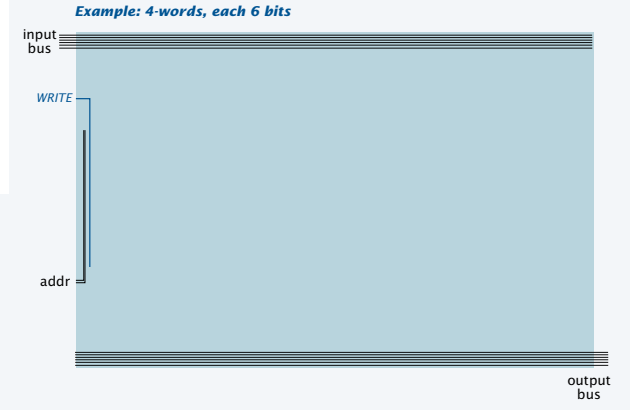 Example: 4-words, each 6 bits
input
bus
WRITE
addr
output
bus